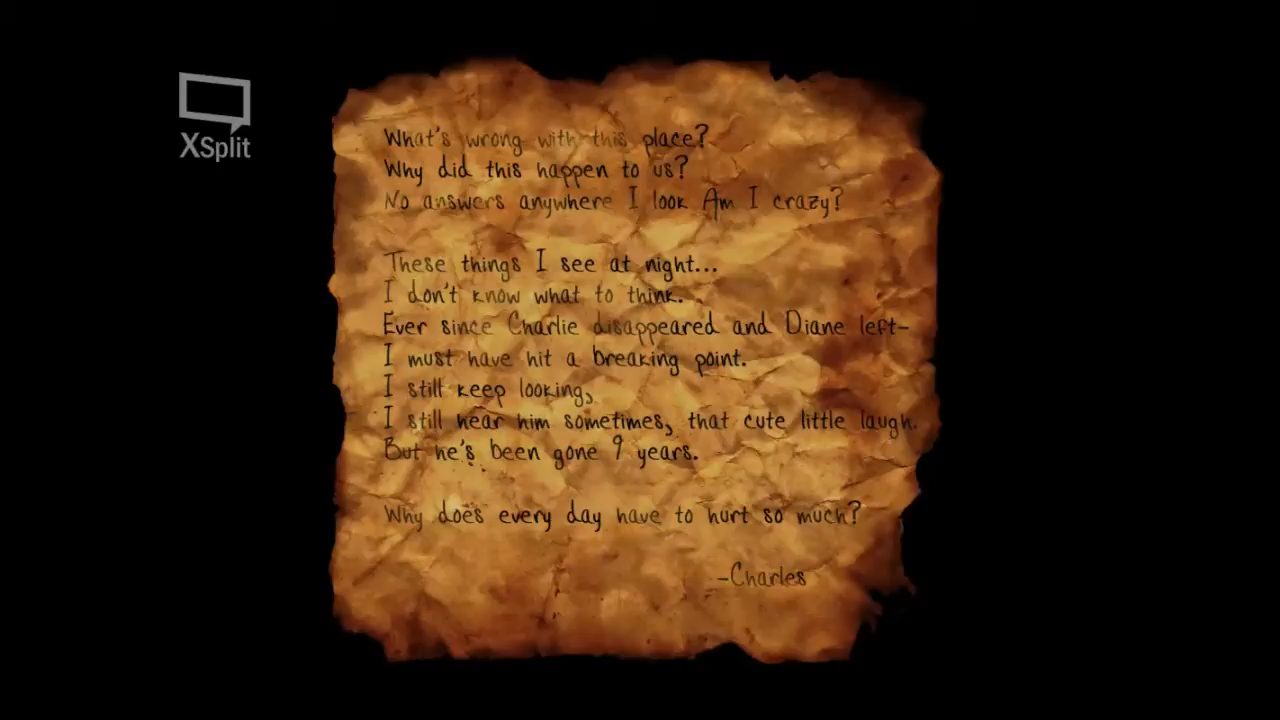 XSplit
What's wrong with this place?
Why did this happen to us?
No answers anywhere I look Am I crazy?
These things I see at night...
I don't know what to think.
Ever since Charlie disappeared and Diane left-
I must have hit a breaking point.
I still keep looking,
I still hear him sometimes, that cute little laugh.
But he's been gone 9 years.
Why does every day have to hurt so much?
-Charles